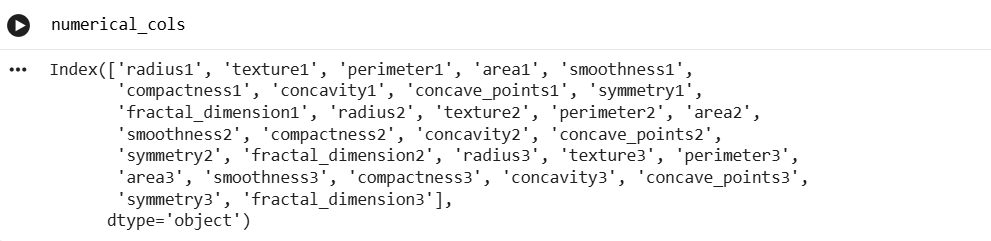 numerical_cols
Index(['radius1', 'texture1', 'perimeter1', 'area1', 'smoothness1',
'compactness1', 'concavity1', 'concave_points1', 'symmetry1',
'fractal_dimension1', 'radius2', 'texture2', 'perimeter2', 'area2',
'smoothness2', 'compactness2', 'concavity2', 'concave_points2',
'symmetry2', 'fractal_dimension2', 'radius3', 'texture3', 'perimeter3',
'area3', 'smoothness3', 'compactness3', 'concavity3', 'concave_points3',
'symmetry3', 'fractal_dimension3'],
dtype='object')